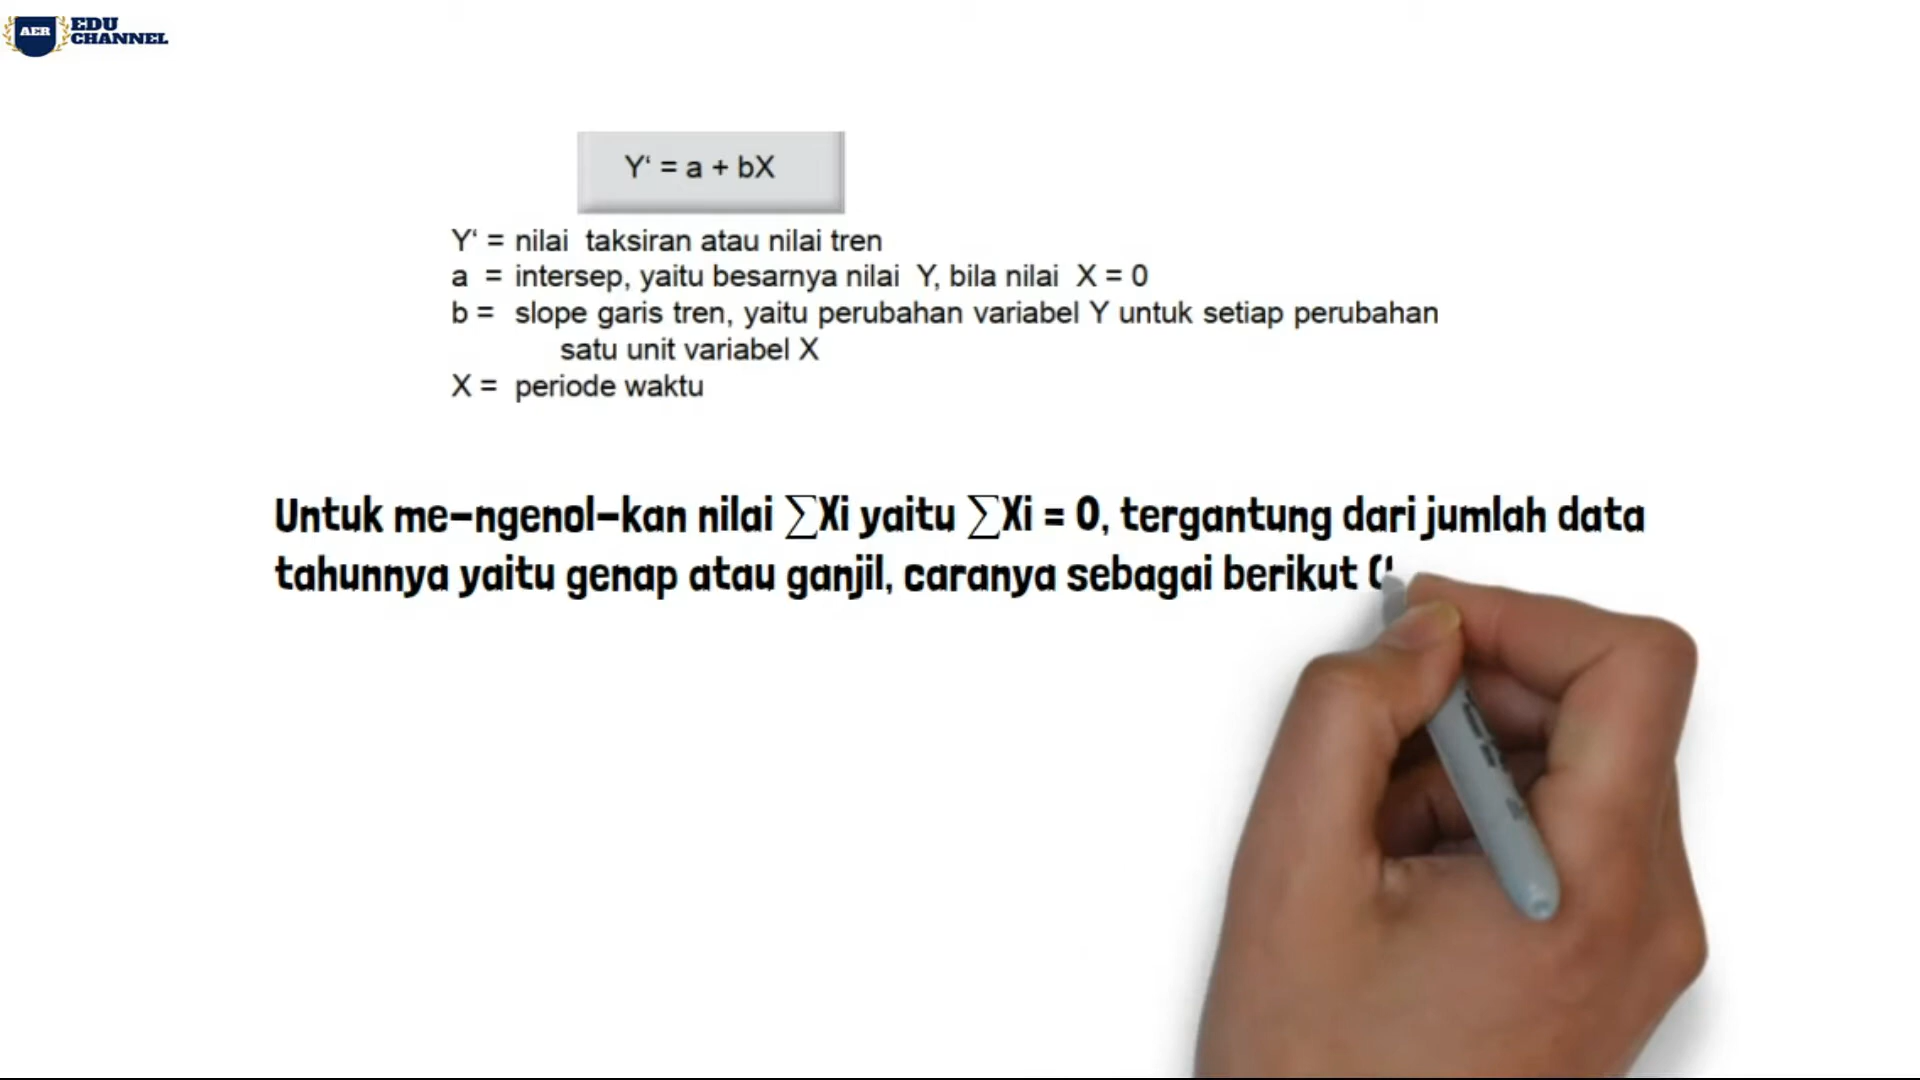 AER EDU
CHANNEL
Y‘ = a + bX
Y‘ = nilai taksiran atau nilai tren
a = intersep, yaitu besarnya nilai Y, bila nilai X = 0
b = slope garis tren, yaitu perubahan variabel Y untuk setiap perubahan
satu unit variabel X
X = periode waktu
Untuk me-ngenol-kan nilai ∑Xi yaitu ∑Xi = 0, tergantung dari jumlah data
tahunnya yaitu genap atau ganjil, caranya sebagai berikut (